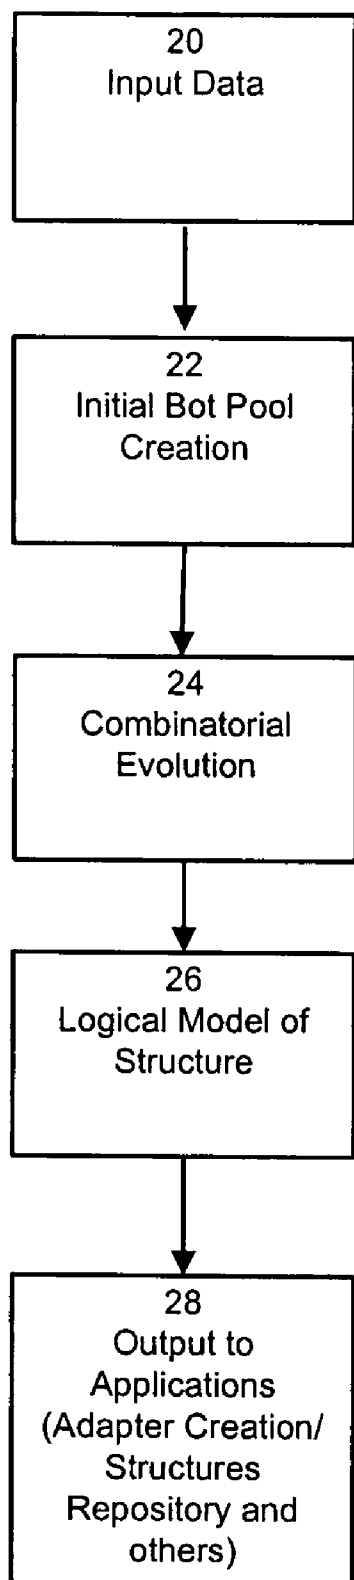 20
Input Data
22
Initial Bot Pool
Creation
24
Combinatorial
Evolution
26
Logical Model of
Structure
28
Output to
Applications
(Adapter Creation/
Structures
Repository and
others)